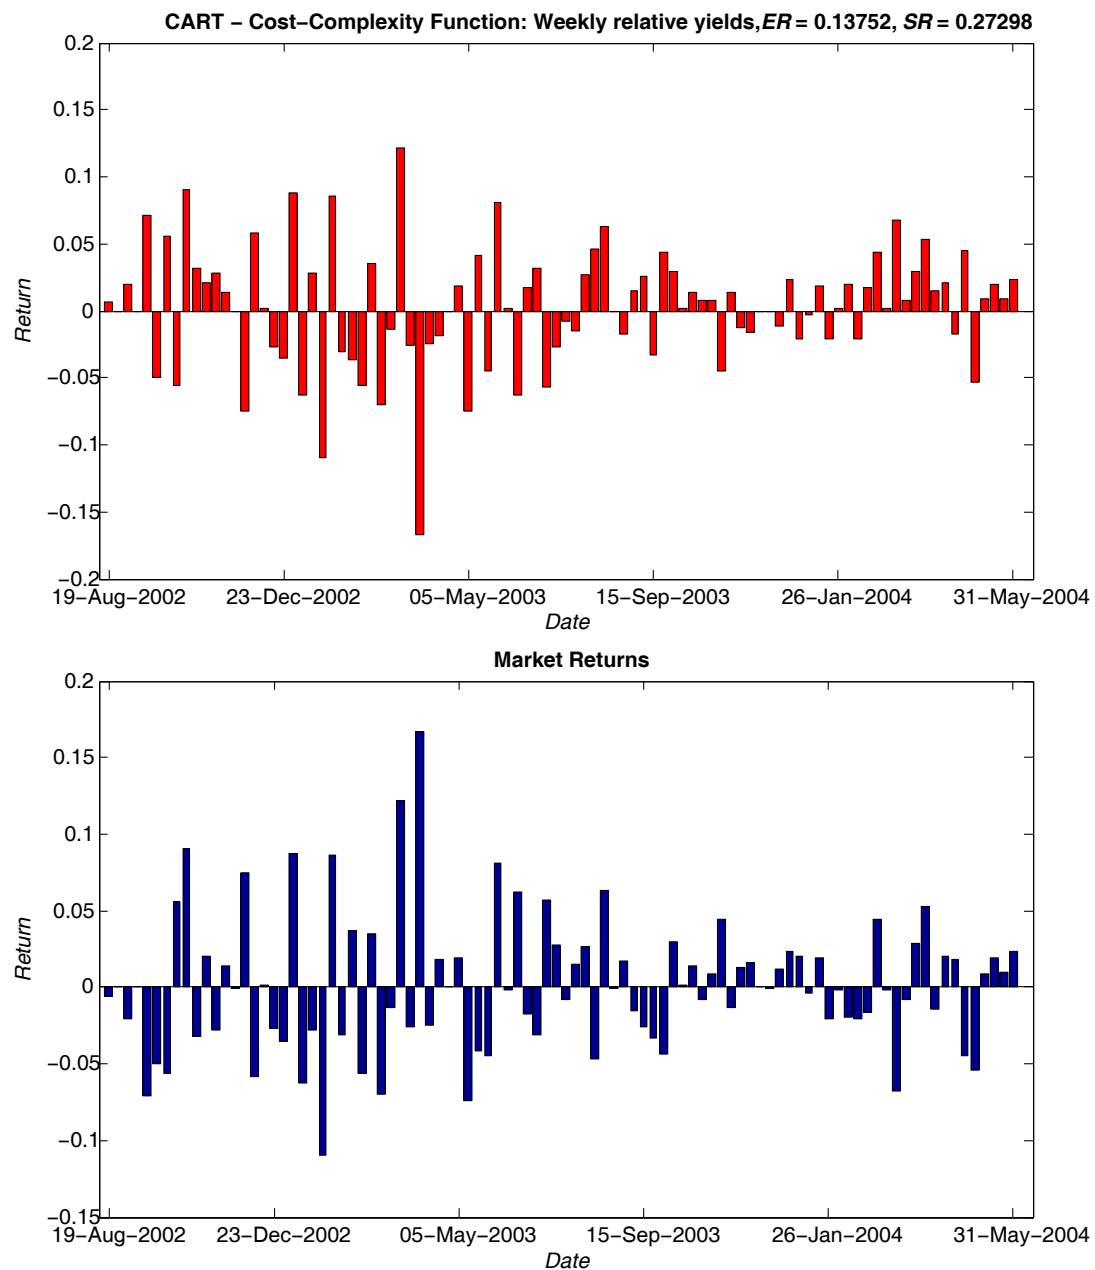 CART − Cost−Complexity Function: Weekly relative yields,ER = 0.13752, SR = 0.27298
0.2
0.15
0.1
0.05
0
−0.05
−0.1
−0.15
−0.2
Return
19−Aug−2002 23−Dec−2002 05−May−2003 15−Sep−2003 26−Jan−2004 31−May−2004
Date
Market Returns
0.2
0.15
0.1
0.05
0
−0.05
−0.1
−0.15
Return
19−Aug−2002 23−Dec−2002 05−May−2003 15−Sep−2003 26−Jan−2004 31−May−2004
Date